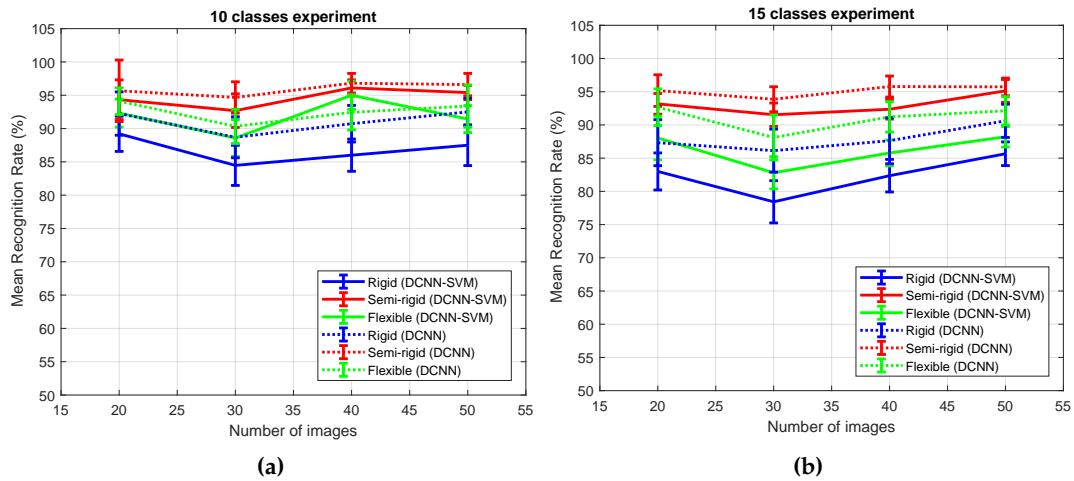 10 classes experiment
105
100
95
90
85
80
75
70
65
60
55
50
Mean Recognition Rate (%)
15 20 25 30 35 40 45 50 55
Number of images
Rigid (DCNN-SVM)
Semi-rigid (DCNN-SVM)
Flexible (DCNN-SVM)
Rigid (DCNN)
Semi-rigid (DCNN)
Flexible (DCNN)
(a)
15 classes experiment
105
100
95
90
85
80
75
70
65
60
55
50
Mean Recognition Rate (%)
15 20 25 30 35 40 45 50 55
Number of images
Rigid (DCNN-SVM)
Semi-rigid (DCNN-SVM)
Flexible (DCNN-SVM)
Rigid (DCNN)
Semi-rigid (DCNN)
Flexible (DCNN)
(b)